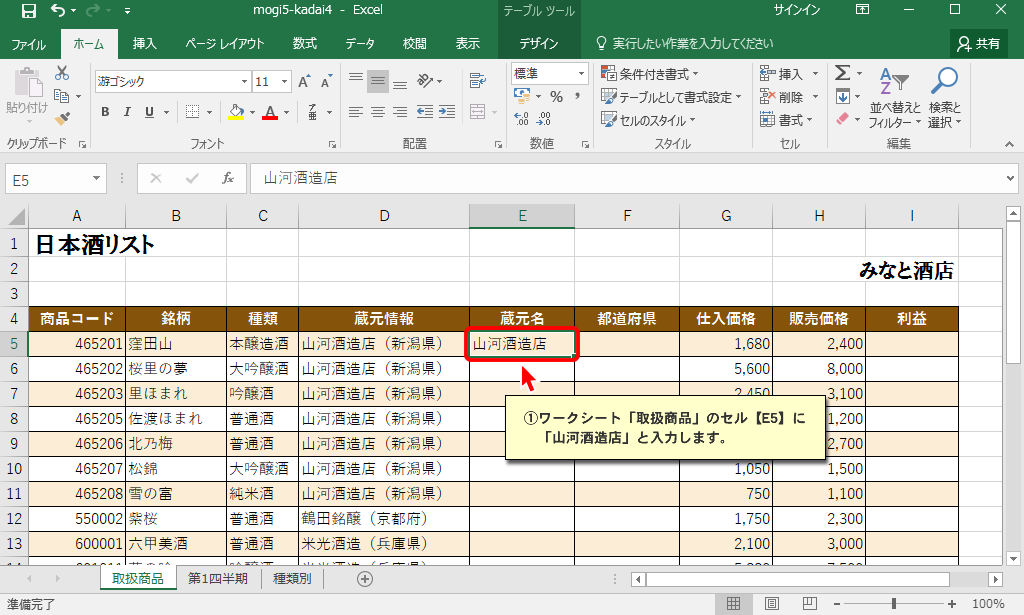 mogi5-kadai4 - Excel
テーブル ツール
サインイン
ファイル ホーム 挿入 ページ レイアウト 数式 データ 校閲 表示 デザイン 実行したい作業を入力してください 共有
貼り付け
クリップボード
游ゴシック 11
B I U
フォント
配置
標準
数値
条件付き書式
テーブルとして書式設定
セルのスタイル
スタイル
挿入
削除
書式
セル
並べ替えと
フィルター
検索と
選択
編集
E5 fx 山河酒造店
A B C D E F G H I
1 日本酒リスト
2 みなと酒店
3
4 商品コード 銘柄 種類 蔵元情報 蔵元名 都道府県 仕入価格 販売価格 利益
5 465201 窪田山 本醸造酒 山河酒造店（新潟県） 山河酒造店 1,680 2,400
6 465202 桜里の夢 大吟醸酒 山河酒造店（新潟県） 5,600 8,000
7 465203 里ほまれ 吟醸酒 山河酒造店（新潟県） 2,450 3,100
8 465205 佐渡ほまれ 普通酒 山河酒造店（新潟県） 1,200
9 465206 北乃梅 普通酒 山河酒造店（新潟県） 2,700
10 465207 松錦 大吟醸酒 山河酒造店（新潟県） 1,050 1,500
11 465208 雪の富 純米酒 山河酒造店（新潟県） 750 1,100
12 550002 紫桜 普通酒 鶴田銘醸（京都府） 1,750 2,300
13 600001 六甲美酒 普通酒 米光酒造（兵庫県） 2,100 3,000
①ワークシート「取扱商品」のセル【E5】に
「山河酒造店」と入力します。
取扱商品 第1四半期 種類別
準備完了 100%